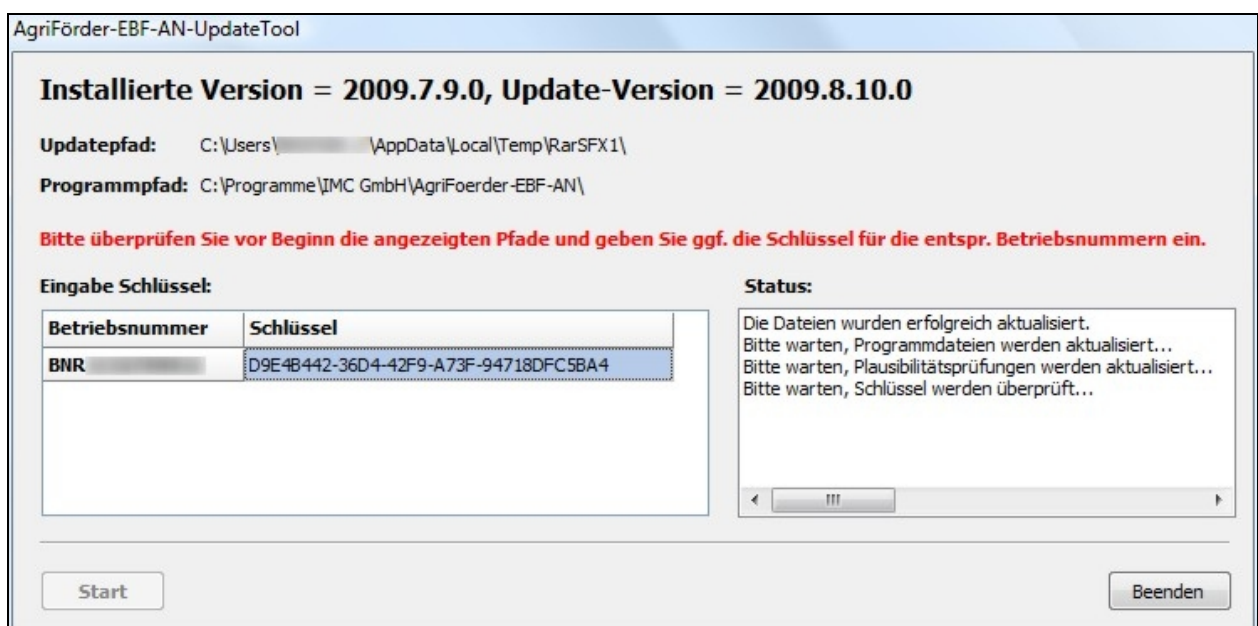 AgriFörder-EBF-AN-UpdateTool
Installierte Version = 2009.7.9.0, Update-Version = 2009.8.10.0
Updatepfad: C:\Users\ \AppData\Local\Temp\RarSFX1\
Programmpfad: C:\Programme\IMC GmbH\AgriFoerder-EBF-AN\
Bitte überprüfen Sie vor Beginn die angezeigten Pfade und geben Sie ggf. die Schlüssel für die entspr. Betriebsnummern ein.
Eingabe Schlüssel:
Betriebsnummer Schlüssel
BNR D9E4B442-36D4-42F9-A73F-94718DFC5BA4
Status:
Die Dateien wurden erfolgreich aktualisiert.
Bitte warten, Programmdateien werden aktualisiert...
Bitte warten, Plausibilitätsprüfungen werden aktualisiert...
Bitte warten, Schlüssel werden überprüft...
Start
Beenden